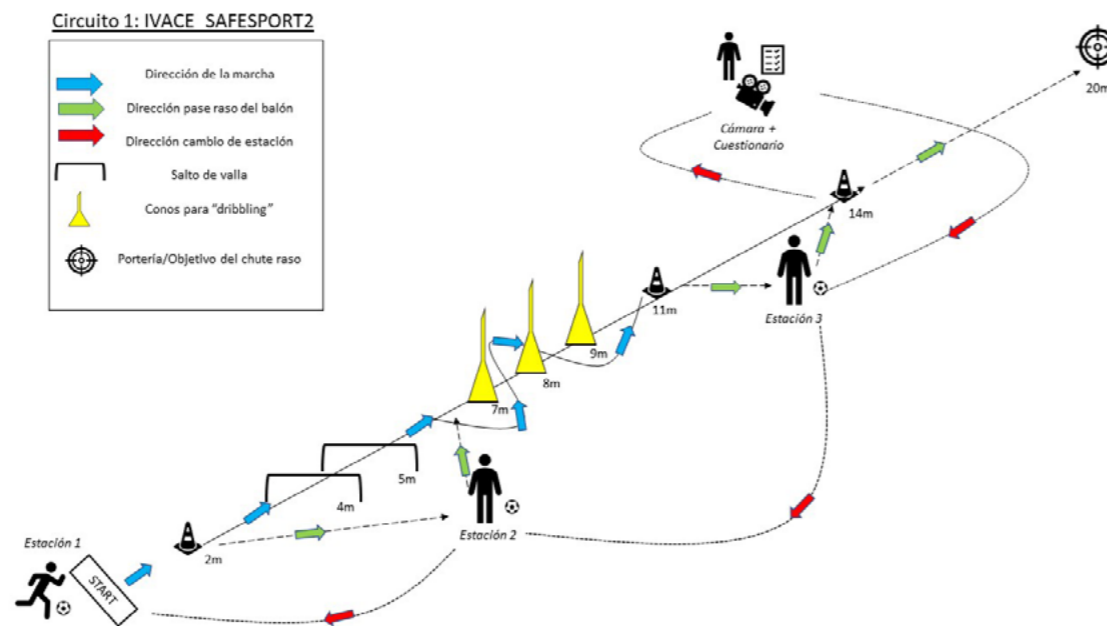 Circuito 1: IVACE_SAFESPORT2
Dirección de la marcha
Dirección pase raso del balón
Dirección cambio de estación
Salto de valla
Conos para “dribbling”
Portería/Objetivo del chute raso
Cámara +
Cuestionario
20m
14m
Estación 3
11m
9m
8m
7m
5m
4m
Estación 2
2m
Estación 1
START